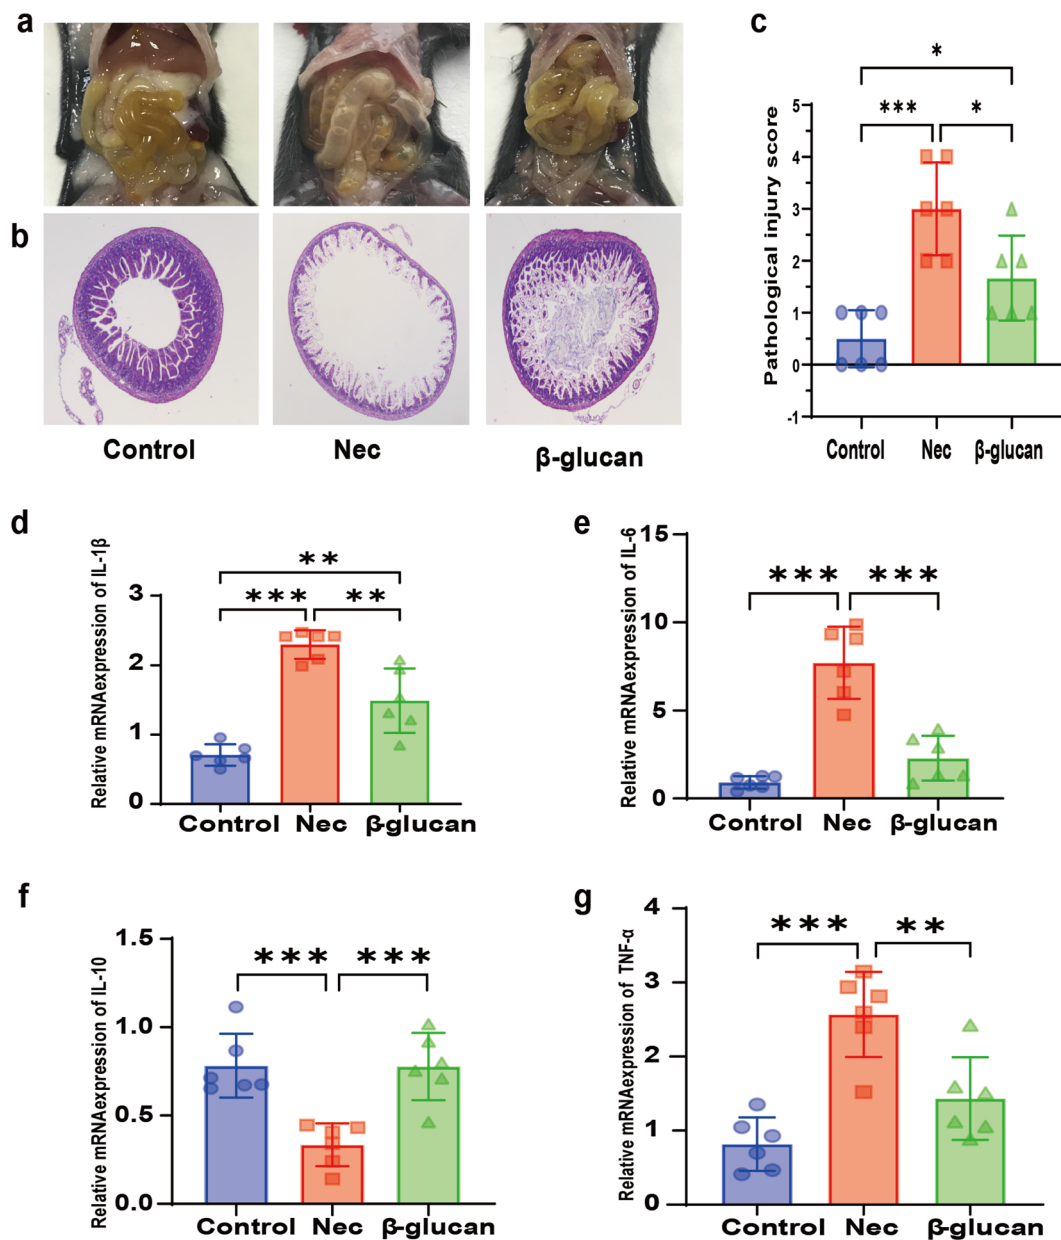 a
b
Control Nec β-glucan
c
*
*** *
Pathological injury score
5
4
3
2
1
0
-1
Control Nec β-glucan
d
**
*** **
Relative mRNAexpression of IL-1β
3
2
1
0
Control Nec β-glucan
e
*** ***
Relative mRNAexpression of IL-6
15
10
5
0
Control Nec β-glucan
f
*** ***
Relative mRNAexpression of IL-10
1.5
1.0
0.5
0.0
Control Nec β-glucan
g
*** **
Relative mRNAexpression of TNF-α
4
3
2
1
0
Control Nec β-glucan